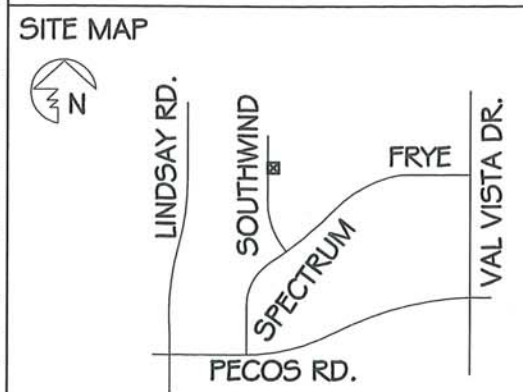 SITE MAP
N
LINDSAY RD.
SOUTHWIND
FRYE
SPECTRUM
VAL VISTA DR.
PECOS RD.